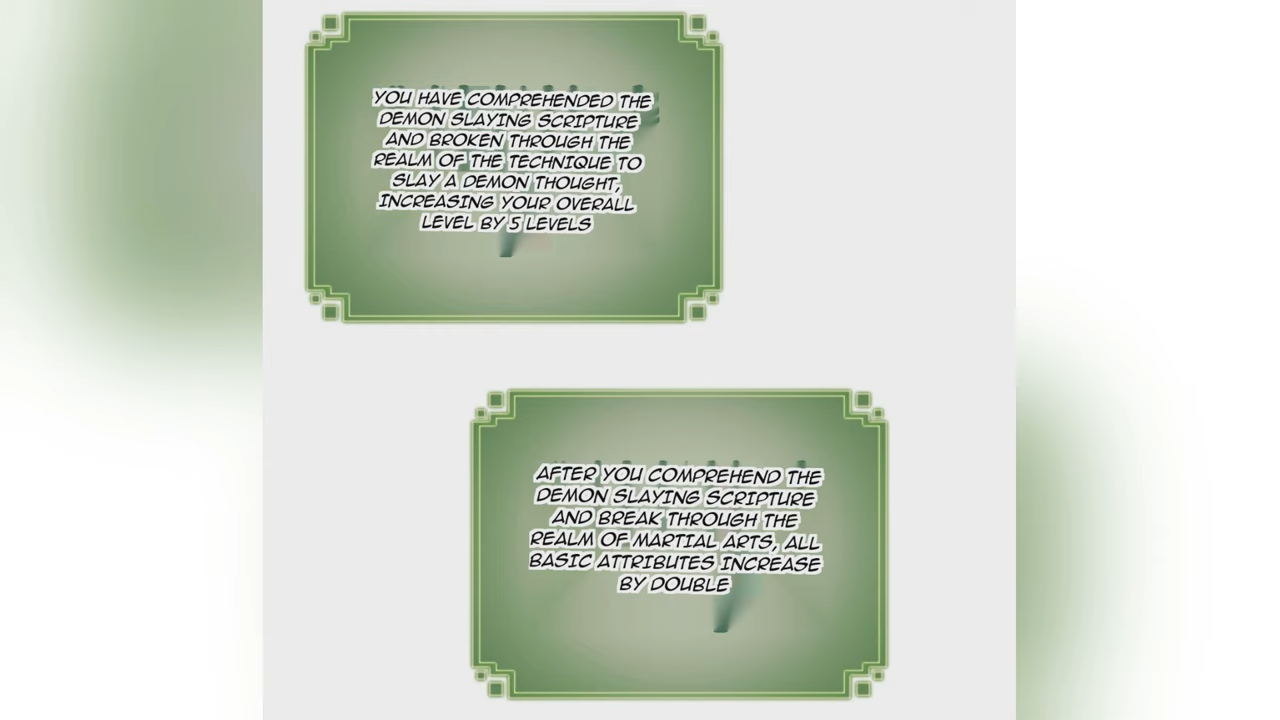 YOU HAVE COMPREHENDED THE
DEMON SLAYING SCRIPTURE
AND BROKEN THROUGH THE
REALM OF THE TECHNIQUE TO
SLAY A DEMON THOUGHT,
INCREASING YOUR OVERALL
LEVEL BY 5 LEVELS
AFTER YOU COMPREHEND THE
DEMON SLAYING SCRIPTURE
AND BREAK THROUGH THE
REALM OF MARTIAL ARTS, ALL
BASIC ATTRIBUTES INCREASE
BY DOUBLE